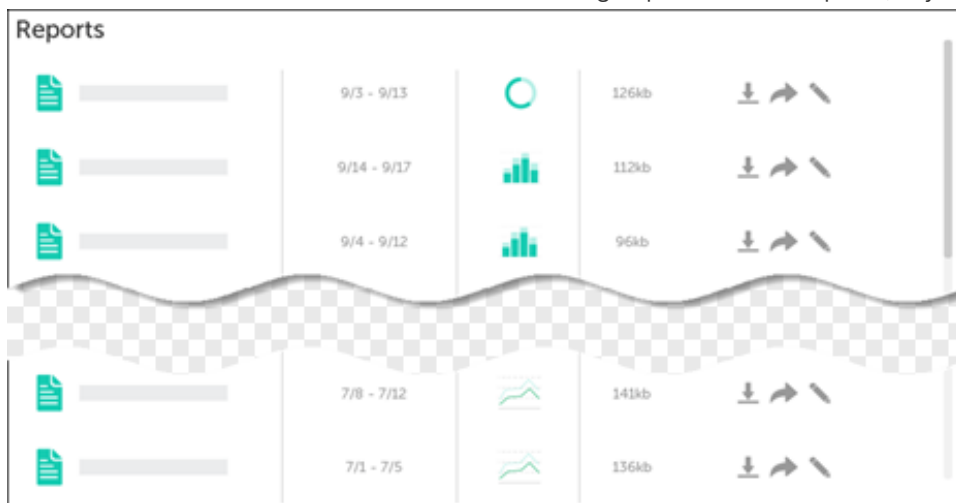 Reports
9/3 - 9/13 126kb
9/14 - 9/17 112kb
9/4 - 9/12 96kb
7/8 - 7/12 141kb
7/1 - 7/5 136kb